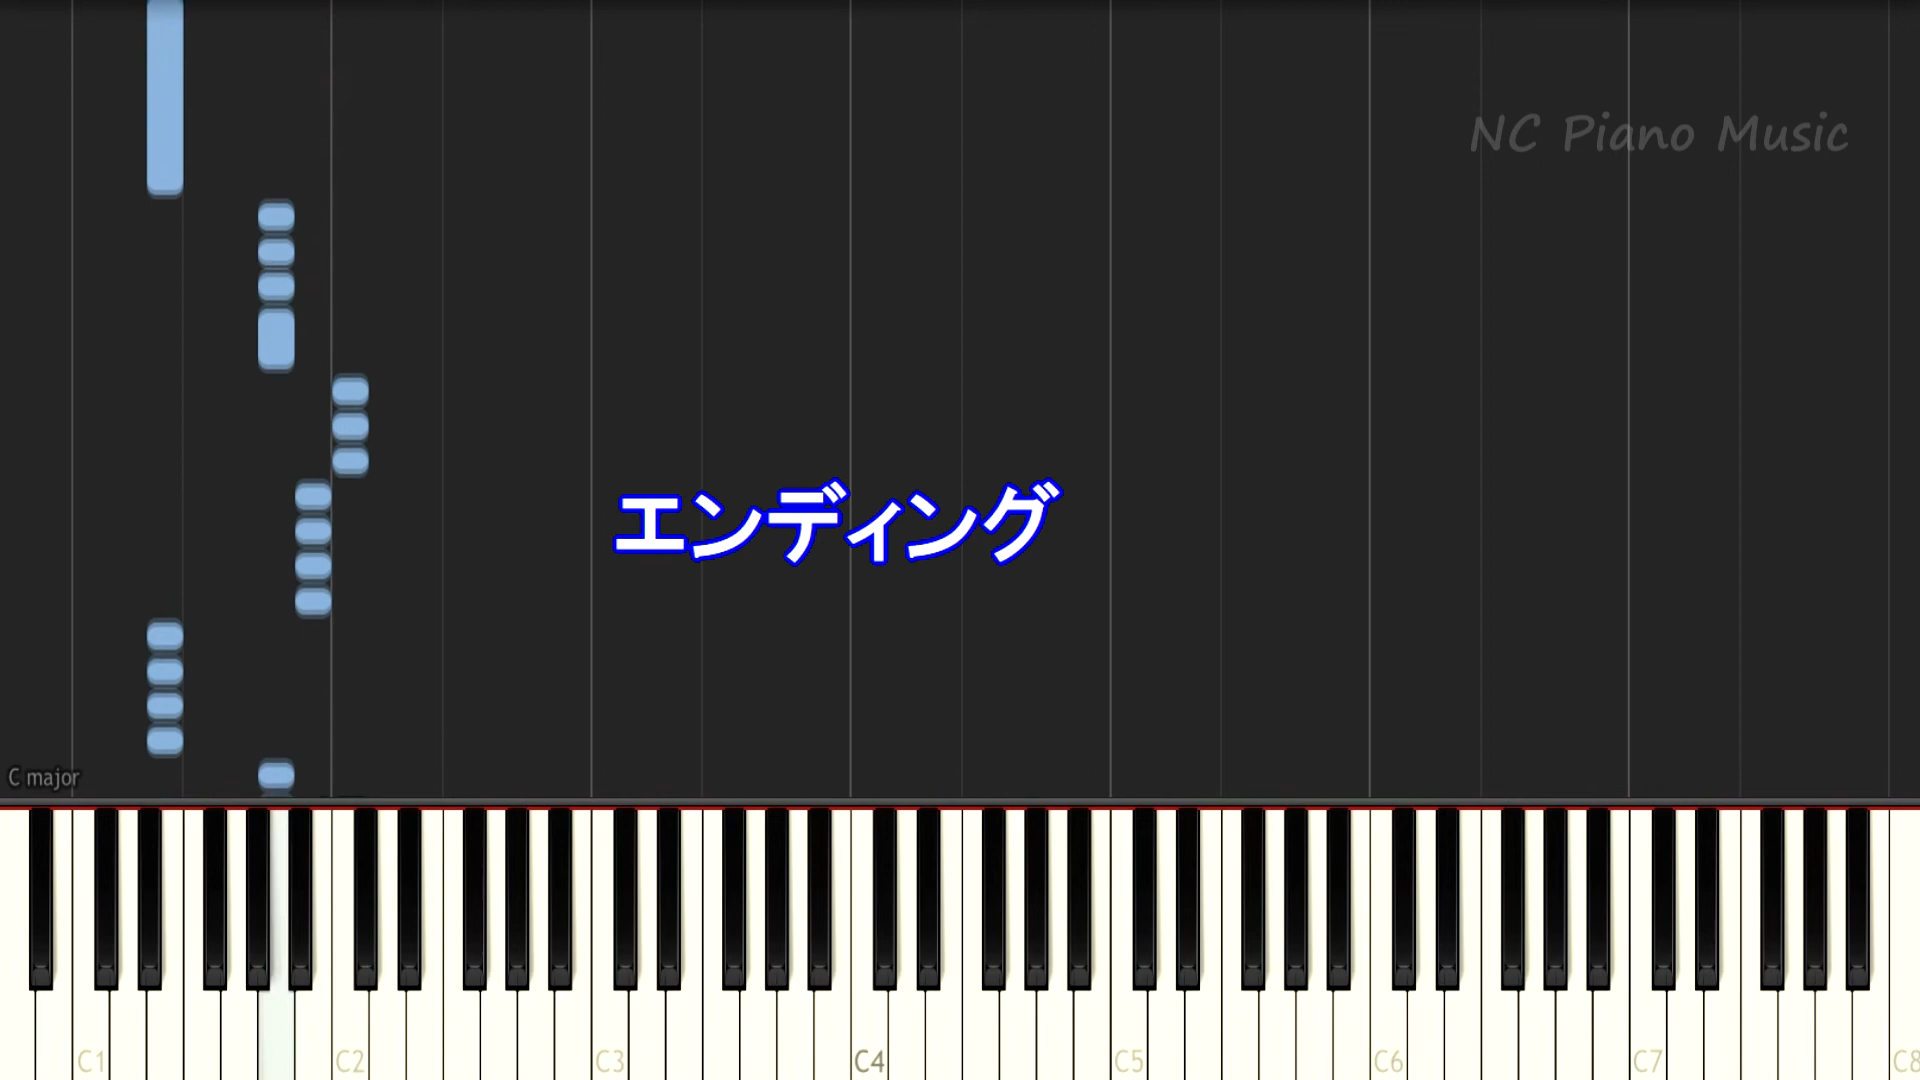 NC Piano Music
エンディング
C major
C1 C2 C3 C4 C5 C6 C7 C8